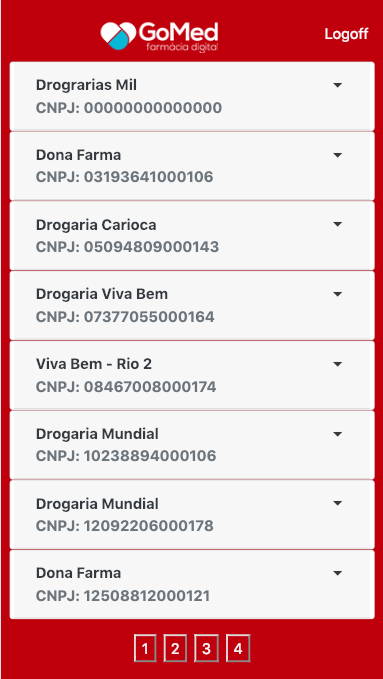 GoMed
farmácia digital
Logoff
Drograrias Mil
CNPJ: 00000000000000
Dona Farma
CNPJ: 03193641000106
Drogaria Carioca
CNPJ: 05094809000143
Drogaria Viva Bem
CNPJ: 07377055000164
Viva Bem - Rio 2
CNPJ: 08467008000174
Drogaria Mundial
CNPJ: 10238894000106
Drogaria Mundial
CNPJ: 12092206000178
Dona Farma
CNPJ: 12508812000121
1 2 3 4